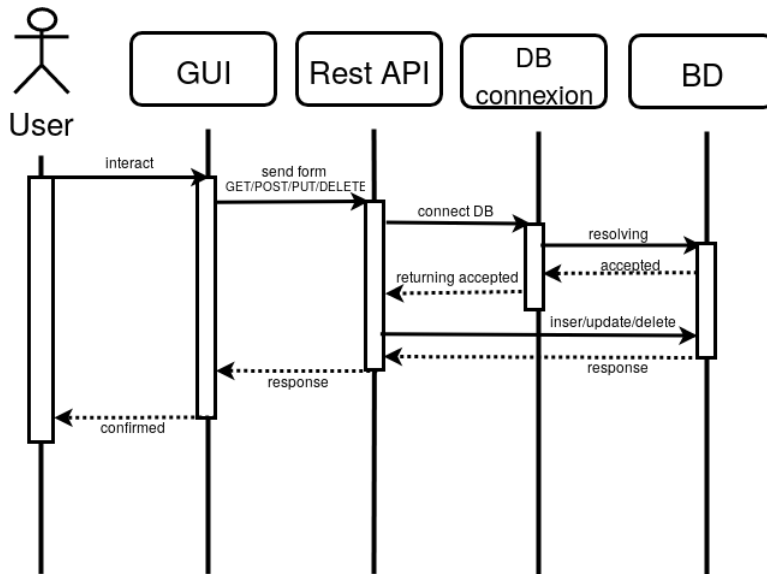 User
GUI
Rest API
DB
connexion
BD
interact
send form
GET/POST/PUT/DELETE
connect DB
resolving
accepted
returning accepted
inser/update/delete
response
response
confirmed